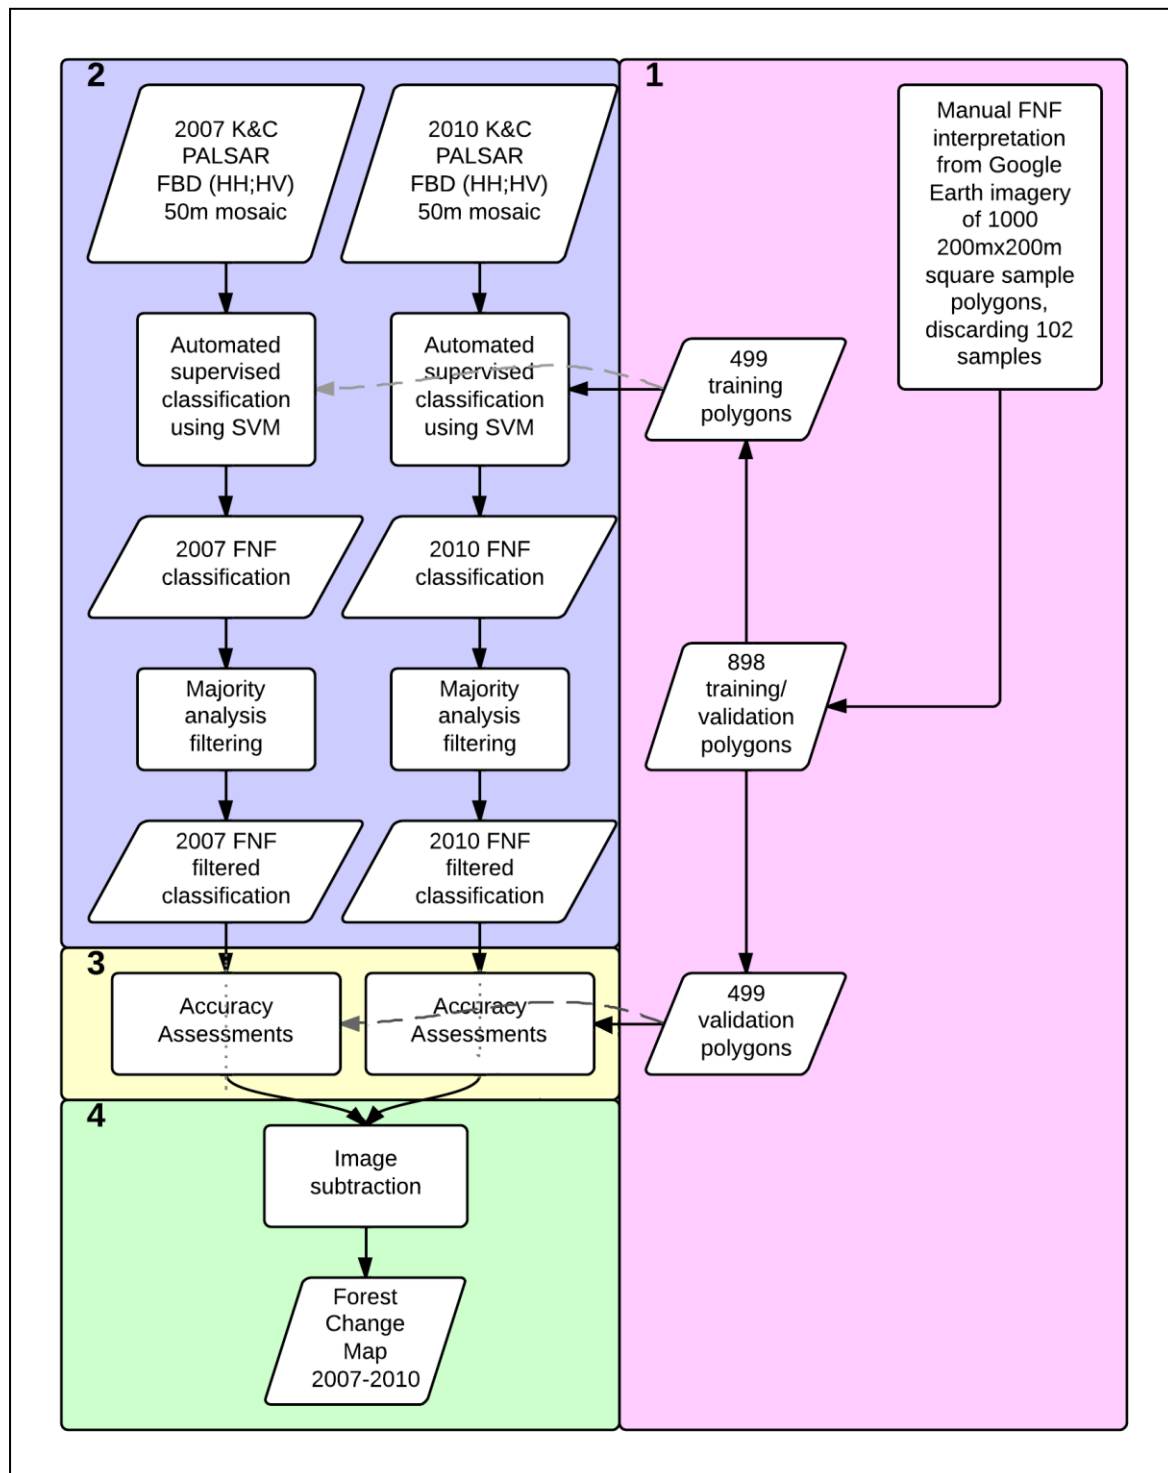 2
2007 K&C
PALSAR
FBD (HH;HV)
50m mosaic
2010 K&C
PALSAR
FBD (HH;HV)
50m mosaic
Automated
supervised
classification
using SVM
Automated
supervised
classification
using SVM
2007 FNF
classification
2010 FNF
classification
Majority
analysis
filtering
Majority
analysis
filtering
2007 FNF
filtered
classification
2010 FNF
filtered
classification
1
Manual FNF
interpretation
from Google
Earth imagery
of 1000
200mx200m
square sample
polygons,
discarding 102
samples
499
training
polygons
898
training/
validation
polygons
499
validation
polygons
3
Accuracy
Assessments
Accuracy
Assessments
4
Image
subtraction
Forest
Change
Map
2007-2010